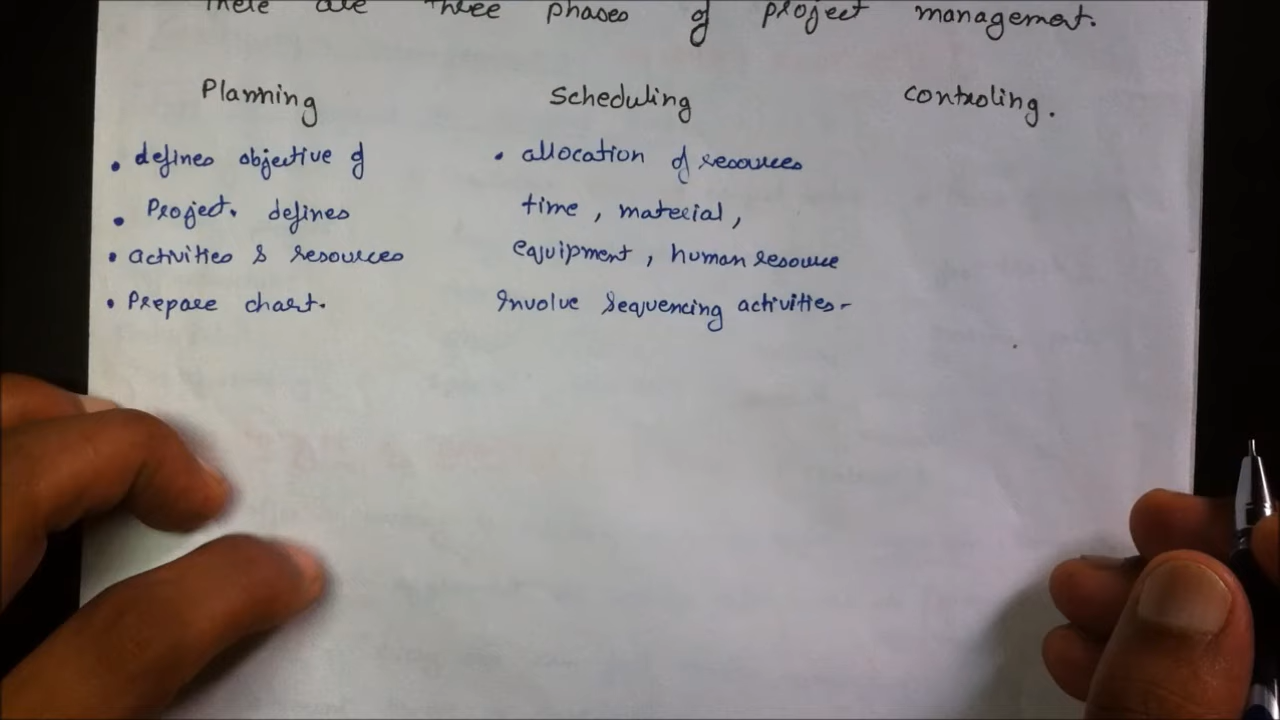 There are three phases of project management.
Planning Scheduling Controling.
• defines objective of
• Project. defines
• activities & resources
• Prepare chart.
• allocation of resources
time, material,
equipment, human resource
Involve Sequencing activities-